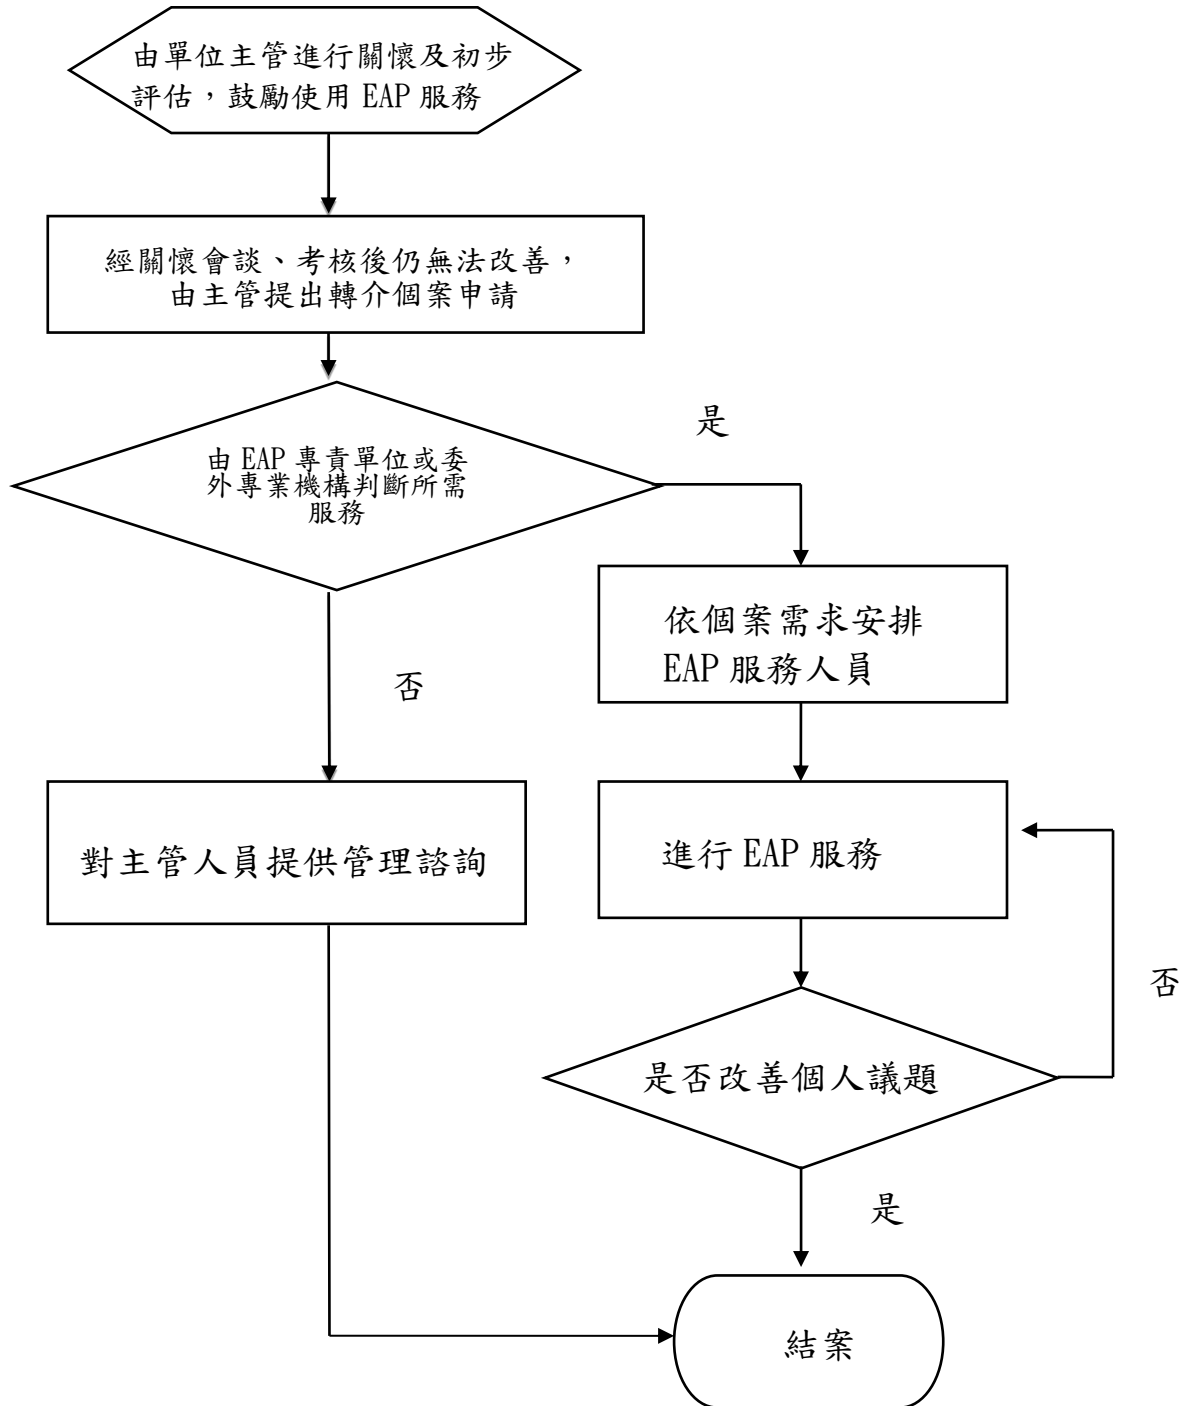 由單位主管進行關懷及初步
評估，鼓勵使用 EAP 服務
經關懷會談、考核後仍無法改善，
由主管提出轉介個案申請
由 EAP 專責單位或委
外專業機構判斷所需
服務
是
依個案需求安排
EAP 服務人員
否
對主管人員提供管理諮詢
進行 EAP 服務
否
是否改善個人議題
是
結案